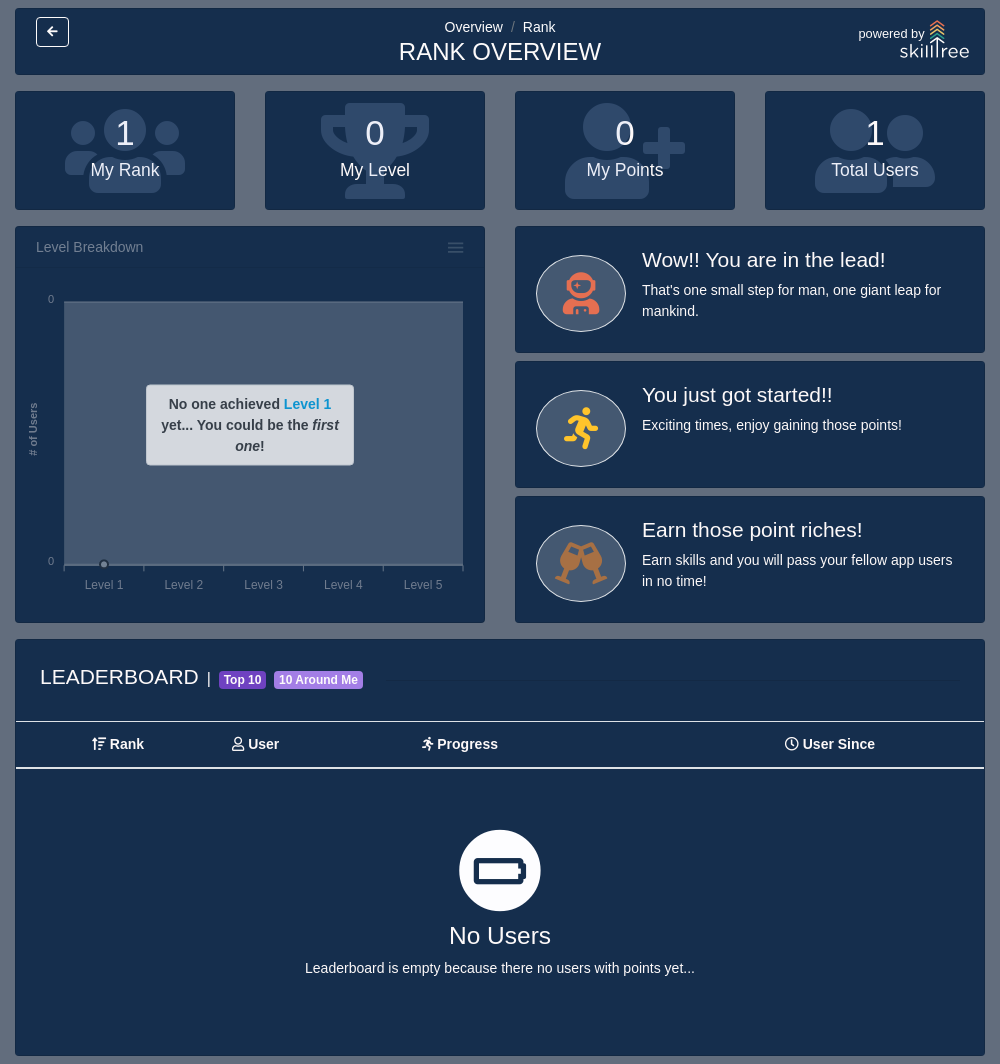 Overview / Rank
RANK OVERVIEW
powered by
skilltree
1
My Rank
0
My Level
0
My Points
1
Total Users
Level Breakdown
0
# of Users
No one achieved Level 1
yet... You could be the first
one!
0
Level 1 Level 2 Level 3 Level 4 Level 5
Wow!! You are in the lead!
That's one small step for man, one giant leap for
mankind.
You just got started!!
Exciting times, enjoy gaining those points!
Earn those point riches!
Earn skills and you will pass your fellow app users
in no time!
LEADERBOARD | Top 10 10 Around Me
Rank User Progress User Since
No Users
Leaderboard is empty because there no users with points yet...